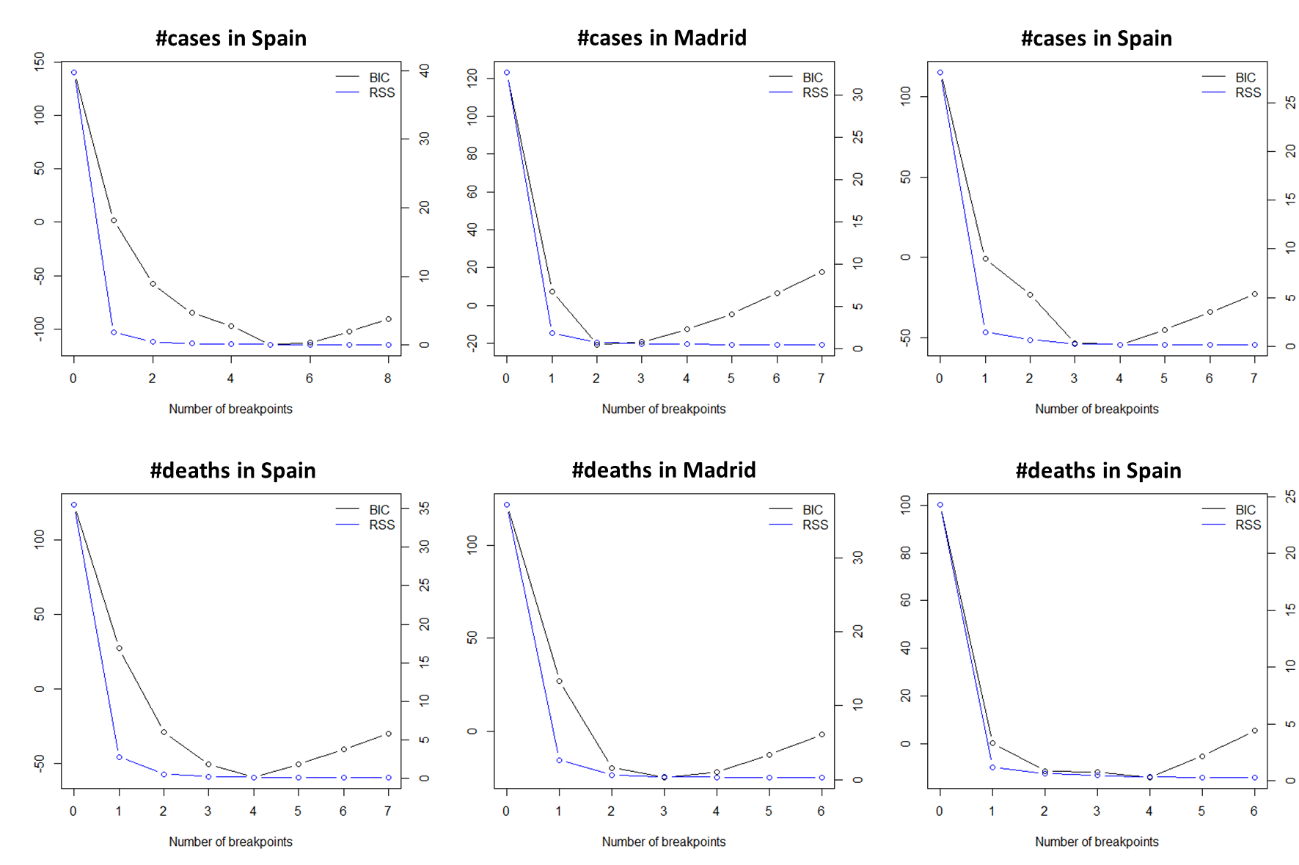 #cases in Spain
#cases in Madrid
#cases in Spain
BIC
RSS
BIC
RSS
BIC
RSS
150
100
50
0
-50
-100
40
30
20
10
0
0 2 4 6 8
Number of breakpoints
120
100
80
60
40
20
0
-20
30
25
20
15
10
5
0
0 1 2 3 4 5 6 7
Number of breakpoints
100
50
0
-50
25
20
15
10
5
0
0 1 2 3 4 5 6 7
Number of breakpoints
#deaths in Spain
#deaths in Madrid
#deaths in Spain
BIC
RSS
BIC
RSS
BIC
RSS
100
50
0
-50
35
30
25
20
15
10
5
0
0 1 2 3 4 5 6 7
Number of breakpoints
100
50
0
30
20
10
0
0 1 2 3 4 5 6
Number of breakpoints
100
80
60
40
20
0
25
20
15
10
5
0
0 1 2 3 4 5 6
Number of breakpoints